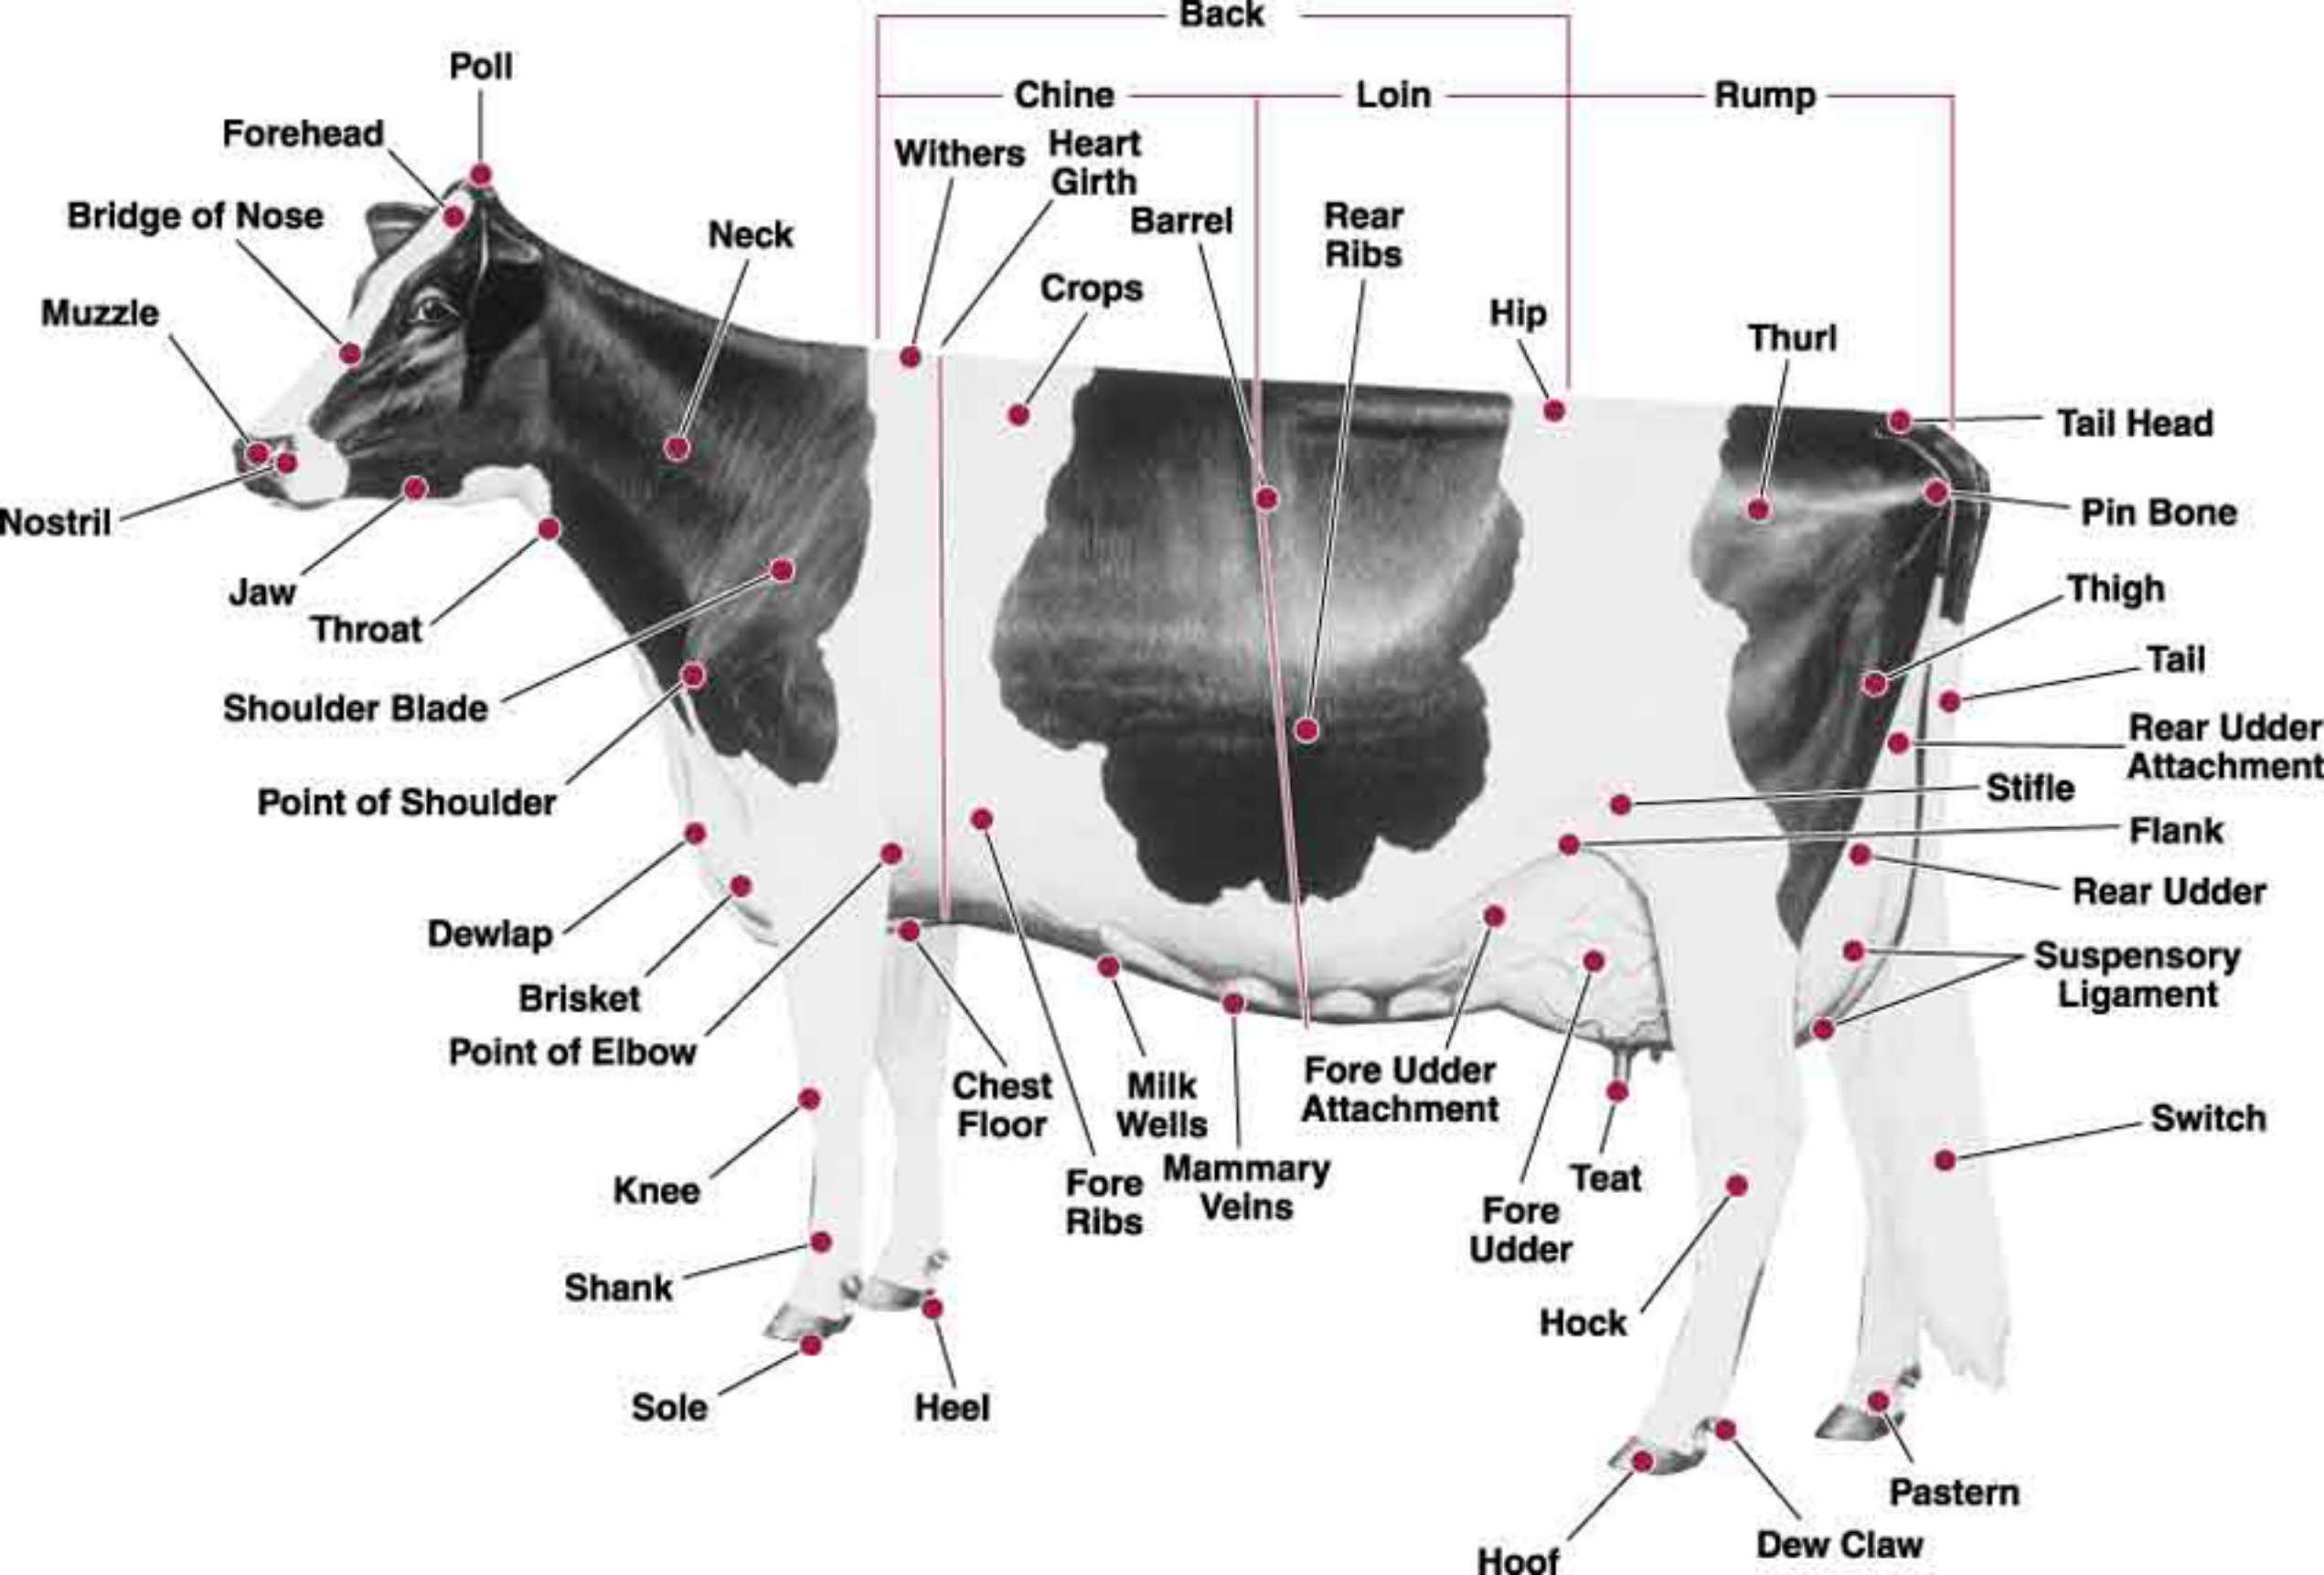 Back
Poll
Chine
Loin
Rump
Forehead
Withers
Heart
Girth
Bridge of Nose
Neck
Barrel
Rear
Ribs
Crops
Muzzle
Hip
Thurl
Tail Head
Nostril
Pin Bone
Jaw
Thigh
Throat
Tail
Shoulder Blade
Rear Udder
Attachment
Point of Shoulder
Stifle
Flank
Rear Udder
Dewlap
Suspensory
Ligament
Brisket
Point of Elbow
Chest
Floor
Milk
Wells
Fore Udder
Attachment
Switch
Knee
Fore
Ribs
Mammary
Veins
Teat
Fore
Udder
Shank
Hock
Sole
Heel
Pastern
Dew Claw
Hoof